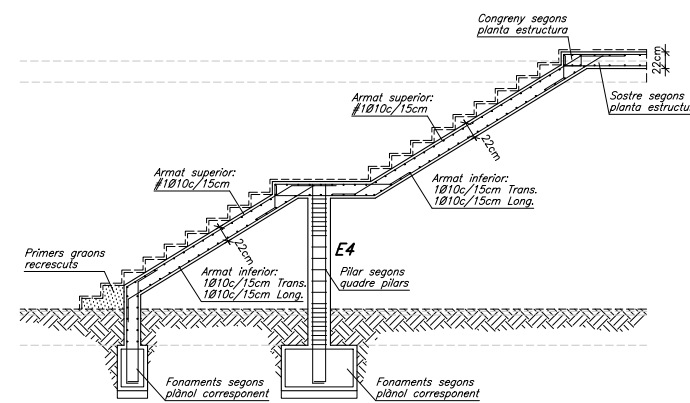 Congreny segons
planta estructura
22cm
Sostre segons
planta estructu
Armat superior:
#1Ø10c/15cm
22cm
Armat inferior:
1Ø10c/15cm Trans.
1Ø10c/15cm Long.
Armat superior:
#1Ø10c/15cm
22cm
E4
Primers graons
recrescuts
Armat inferior:
1Ø10c/15cm Trans.
1Ø10c/15cm Long.
Pilar segons
quadre pilars
Fonaments segons
plànol corresponent
Fonaments segons
plànol corresponent